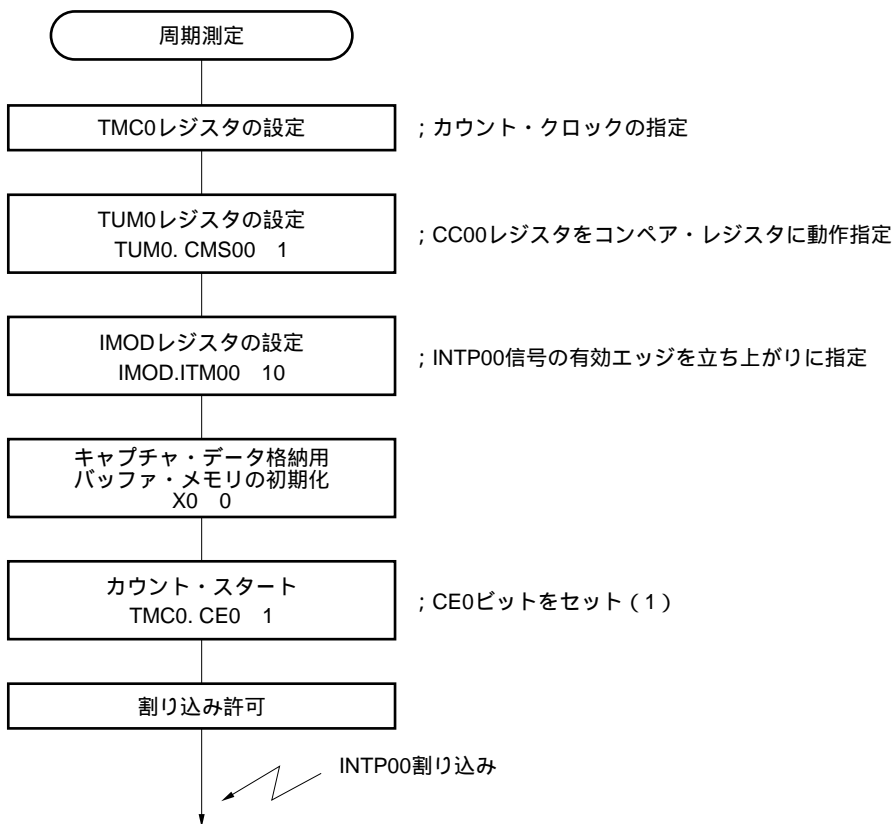 周期測定
TMC0レジスタの設定
；カウント・クロックの指定
TUM0レジスタの設定
TUM0. CMS00　1
；CC00レジスタをコンペア・レジスタに動作指定
IMODレジスタの設定
IMOD.ITM00　10
；INTP00信号の有効エッジを立ち上がりに指定
キャプチャ・データ格納用
バッファ・メモリの初期化
X0　0
カウント・スタート
TMC0. CE0　1
；CE0ビットをセット（1）
割り込み許可
INTP00割り込み